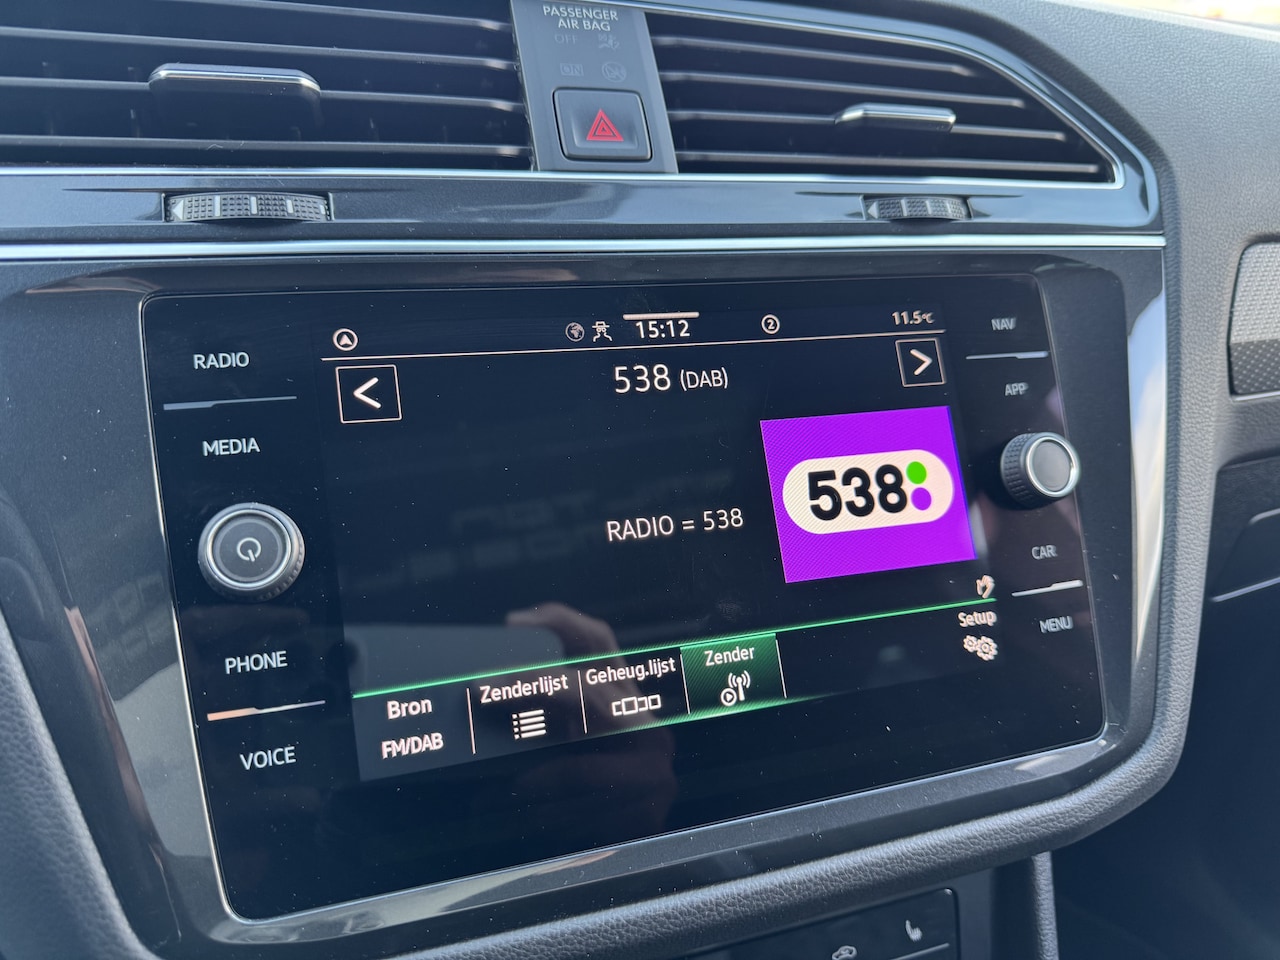 PASSENGER
AIR BAG
OFF
ON
RADIO
MEDIA
PHONE
VOICE
15:12
2
11.5°C
538 (DAB)
<
>
RADIO = 538
538
Bron
FM/DAB
Zenderlijst
Geheug.lijst
Zender
Setup
NAV
APP
CAR
MENU